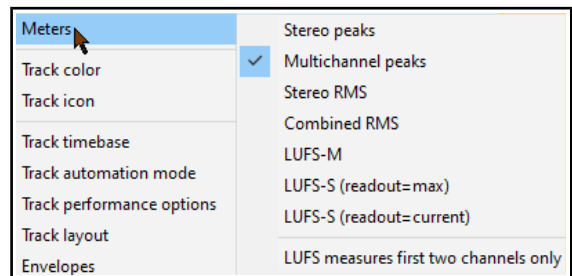 Meters
Track color
Track icon
Track timebase
Track automation mode
Track performance options
Track layout
Envelopes
Stereo peaks
Multichannel peaks
Stereo RMS
Combined RMS
LUFS-M
LUFS-S (readout=max)
LUFS-S (readout=current)
LUFS measures first two channels only